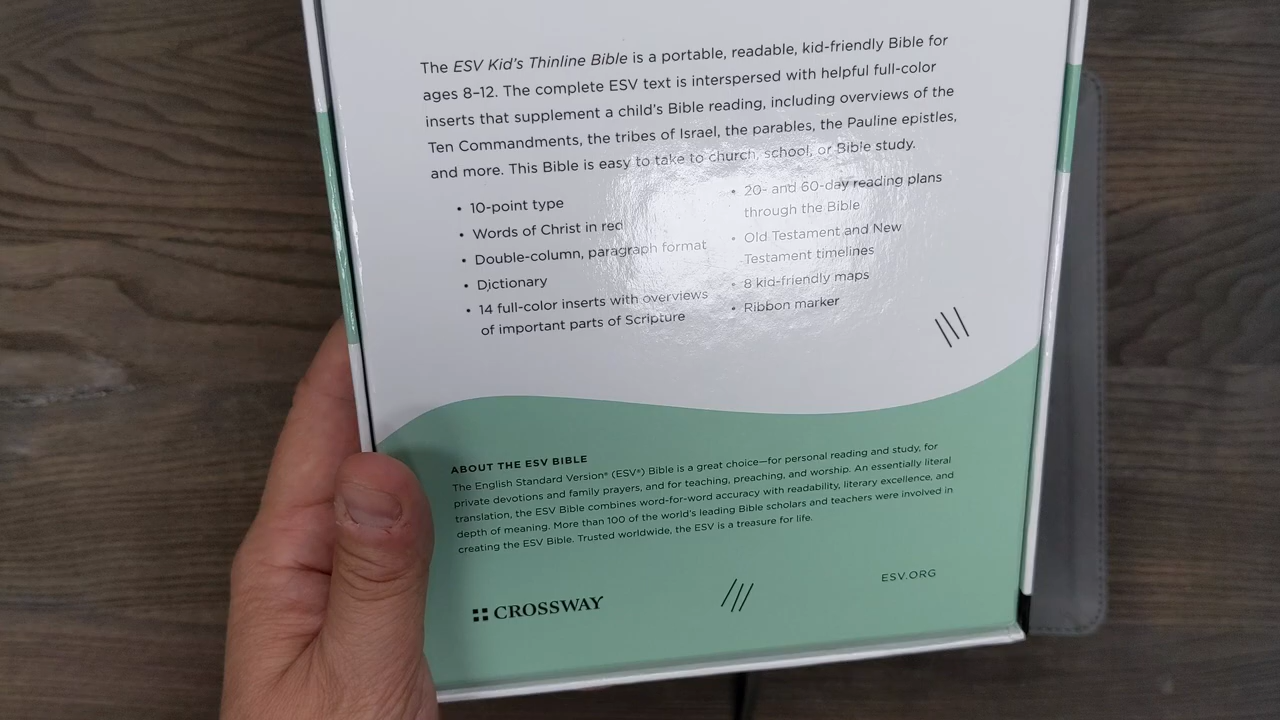 The ESV Kid's Thinline Bible is a portable, readable, kid-friendly Bible for
ages 8–12. The complete ESV text is interspersed with helpful full-color
inserts that supplement a child's Bible reading, including overviews of the
Ten Commandments, the tribes of Israel, the parables, the Pauline epistles,
and more. This Bible is easy to take to church, school, or Bible study.
• 10-point type
• Words of Christ in red
• Double-column, paragraph format
• Dictionary
• 14 full-color inserts with overviews
of important parts of Scripture
• 20- and 60-day reading plans
through the Bible
• Old Testament and New
Testament timelines
• 8 kid-friendly maps
• Ribbon marker
ABOUT THE ESV BIBLE
The English Standard Version® (ESV®) Bible is a great choice—for personal reading and study, for
private devotions and family prayers, and for teaching, preaching, and worship. An essentially literal
translation, the ESV Bible combines word-for-word accuracy with readability, literary excellence, and
depth of meaning. More than 100 of the world's leading Bible scholars and teachers were involved in
creating the ESV Bible. Trusted worldwide, the ESV is a treasure for life.
CROSSWAY
ESV.ORG